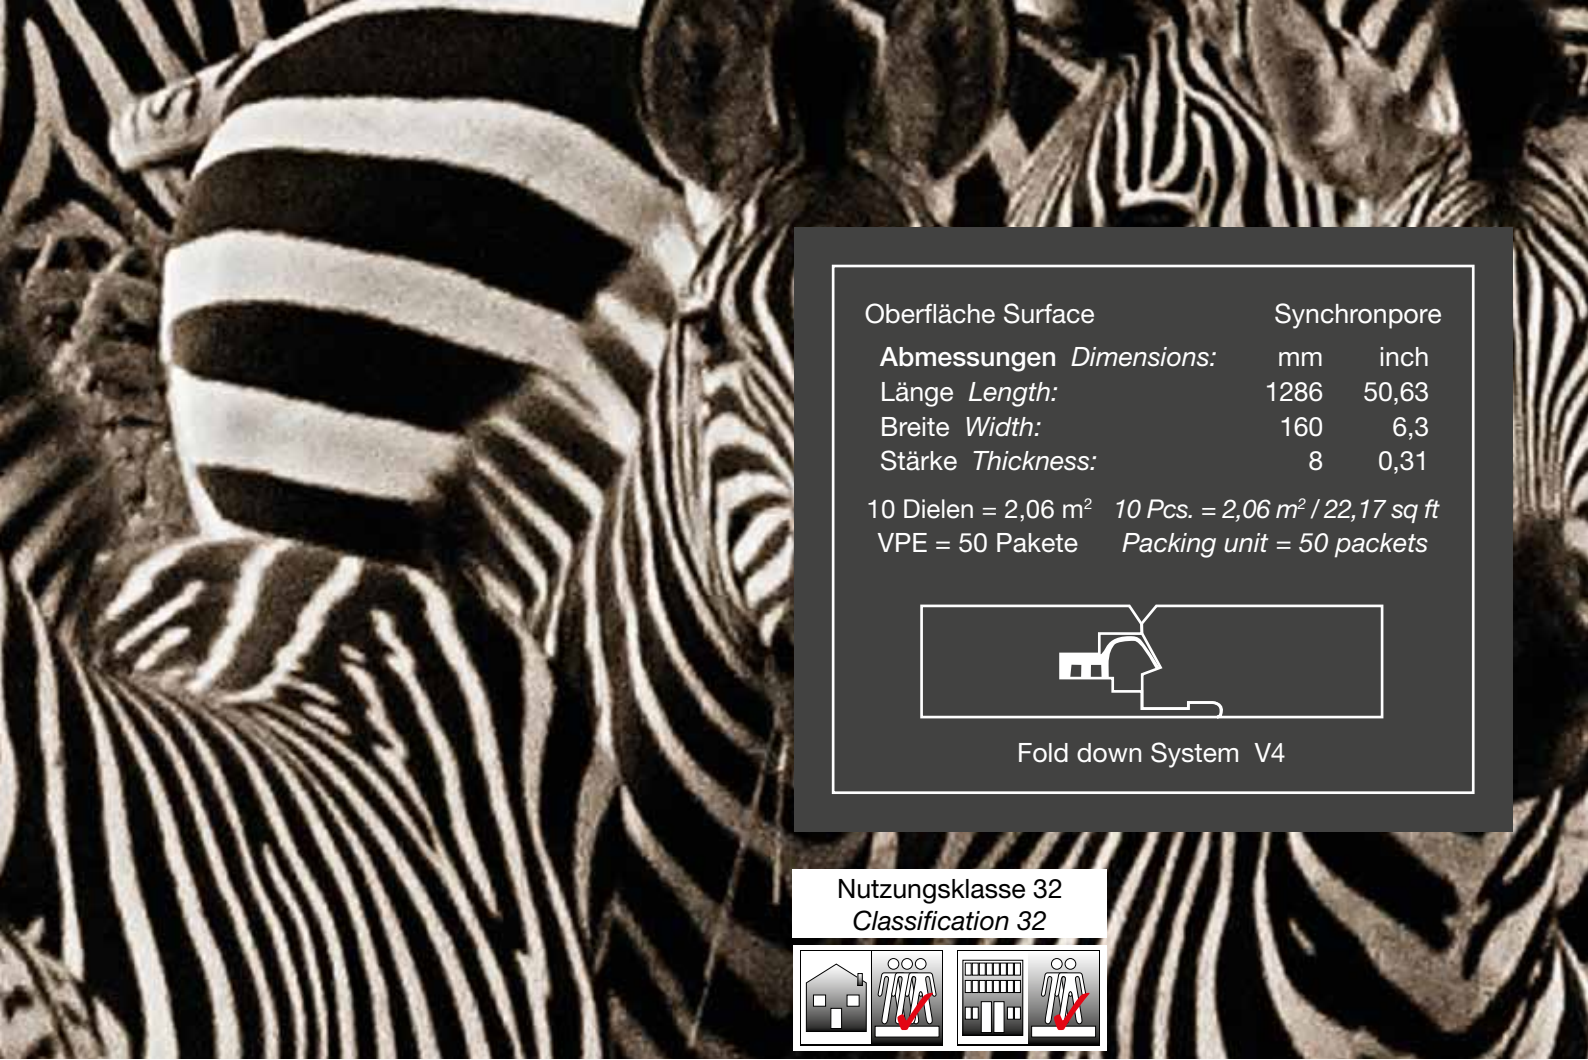 Oberfläche Surface Synchronpore
Abmessungen Dimensions: mm inch
Länge Length: 1286 50,63
Breite Width: 160 6,3
Stärke Thickness: 8 0,31
10 Dielen = 2,06 m² 10 Pcs. = 2,06 m² / 22,17 sq ft
VPE = 50 Pakete Packing unit = 50 packets
Fold down System V4
Nutzungsklasse 32
Classification 32